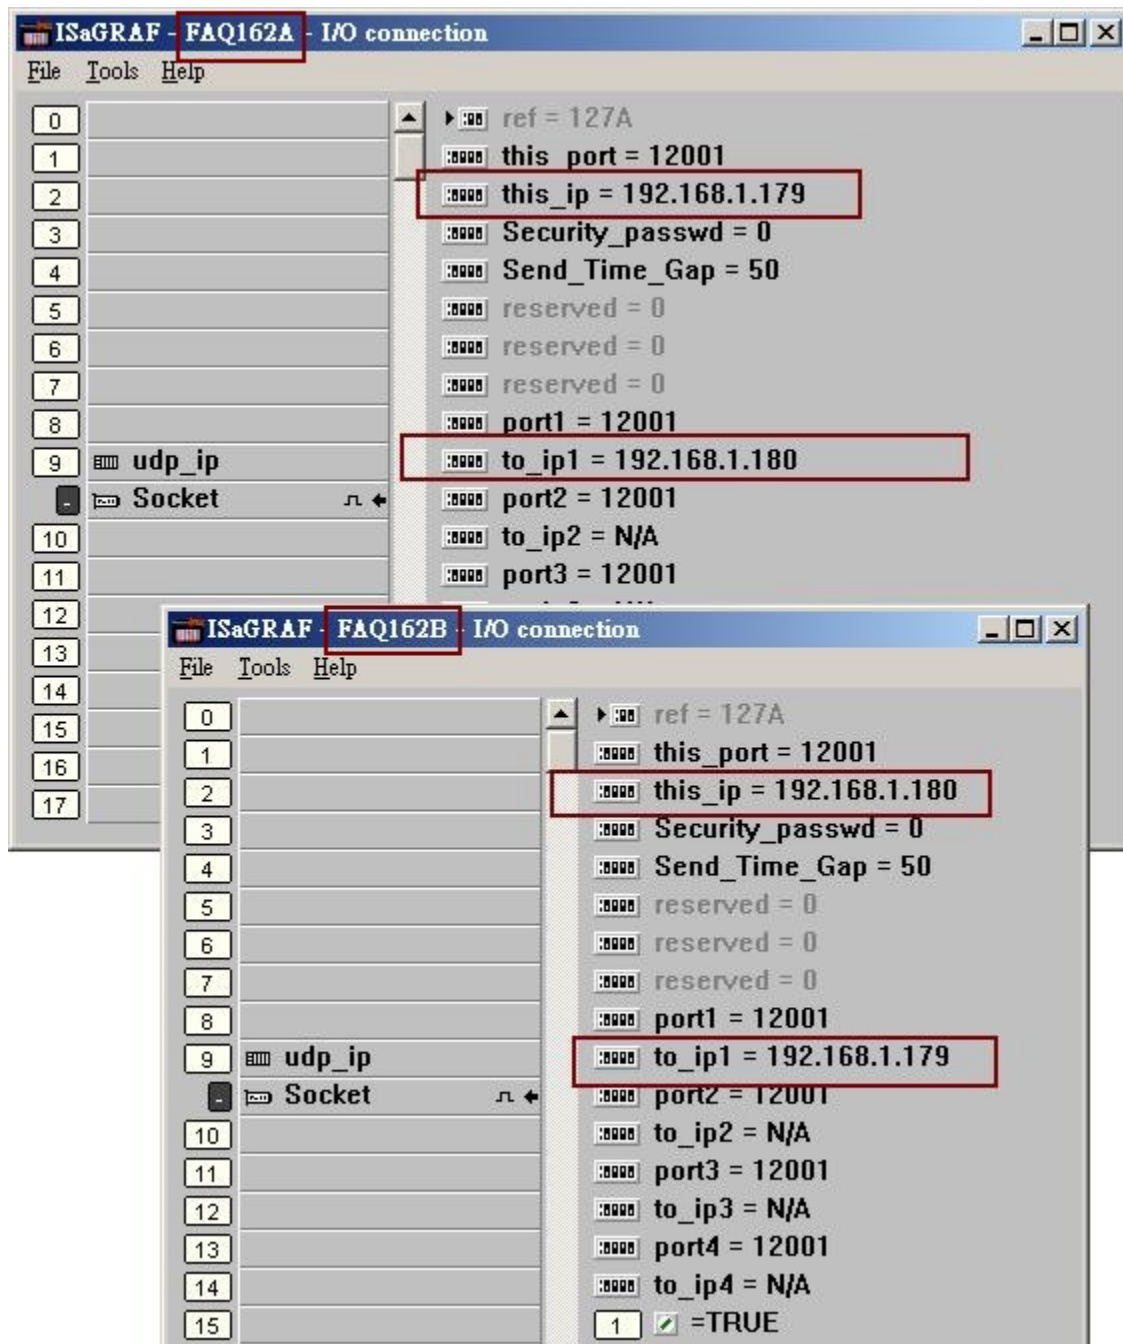 ISaGRAF - FAQ162A - I/O connection
File Tools Help
0
ref = 127A
1
this_port = 12001
2
this_ip = 192.168.1.179
3
Security_passwd = 0
4
Send_Time_Gap = 50
5
reserved = 0
6
reserved = 0
7
reserved = 0
8
port1 = 12001
9 udp_ip
to_ip1 = 192.168.1.180
- Socket
port2 = 12001
10
to_ip2 = N/A
11
port3 = 12001
12
13
14
15
16
17
ISaGRAF - FAQ162B - I/O connection
File Tools Help
0
ref = 127A
1
this_port = 12001
2
this_ip = 192.168.1.180
3
Security_passwd = 0
4
Send_Time_Gap = 50
5
reserved = 0
6
reserved = 0
7
reserved = 0
8
port1 = 12001
9 udp_ip
to_ip1 = 192.168.1.179
- Socket
port2 = 12001
10
to_ip2 = N/A
11
port3 = 12001
12
to_ip3 = N/A
13
port4 = 12001
14
to_ip4 = N/A
15
1 =TRUE